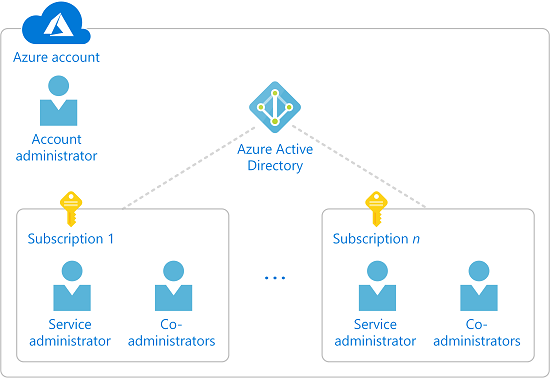 Azure account
Account
administrator
Azure Active
Directory
Subscription 1
Service
administrator
Co-
administrators
...
Subscription n
Service
administrator
Co-
administrators